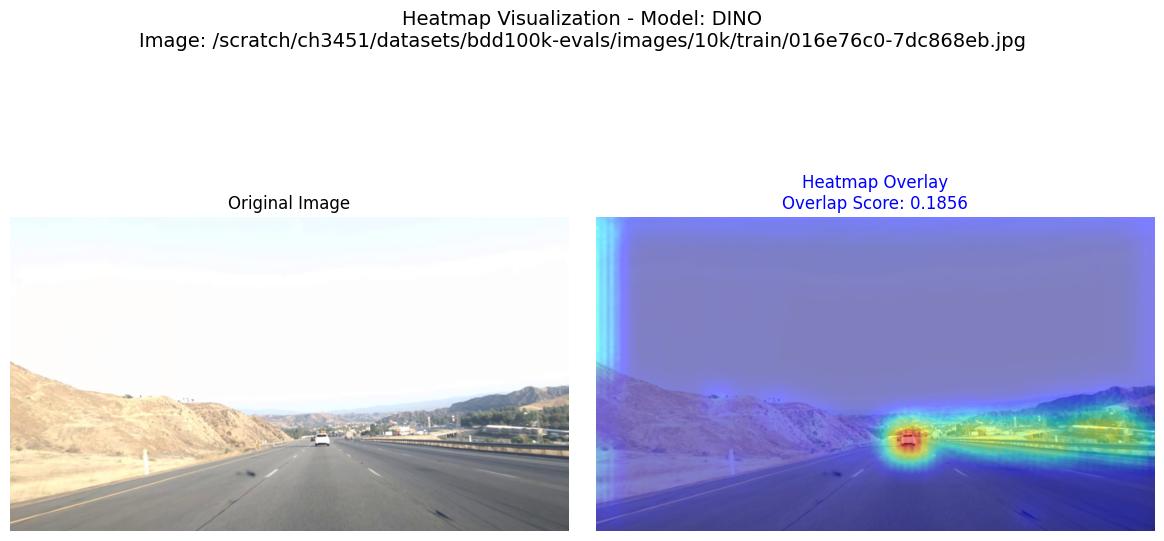 Heatmap Visualization - Model: DINO
Image: /scratch/ch3451/datasets/bdd100k-evals/images/10k/train/016e76c0-7dc868eb.jpg
Original Image
Heatmap Overlay
Overlap Score: 0.1856